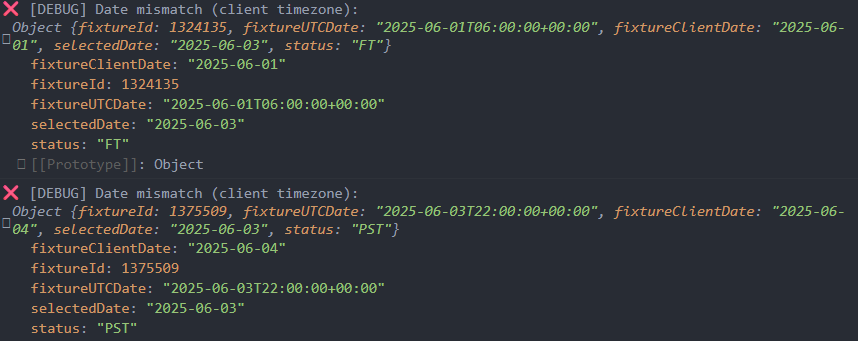 ❌ [DEBUG] Date mismatch (client timezone):
Object {fixtureId: 1324135, fixtureUTCDate: "2025-06-01T06:00:00+00:00", fixtureClientDate: "2025-06-
01", selectedDate: "2025-06-03", status: "FT"}
fixtureClientDate: "2025-06-01"
fixtureId: 1324135
fixtureUTCDate: "2025-06-01T06:00:00+00:00"
selectedDate: "2025-06-03"
status: "FT"
[[Prototype]]: Object
❌ [DEBUG] Date mismatch (client timezone):
Object {fixtureId: 1375509, fixtureUTCDate: "2025-06-03T22:00:00+00:00", fixtureClientDate: "2025-06-
04", selectedDate: "2025-06-03", status: "PST"}
fixtureClientDate: "2025-06-04"
fixtureId: 1375509
fixtureUTCDate: "2025-06-03T22:00:00+00:00"
selectedDate: "2025-06-03"
status: "PST"